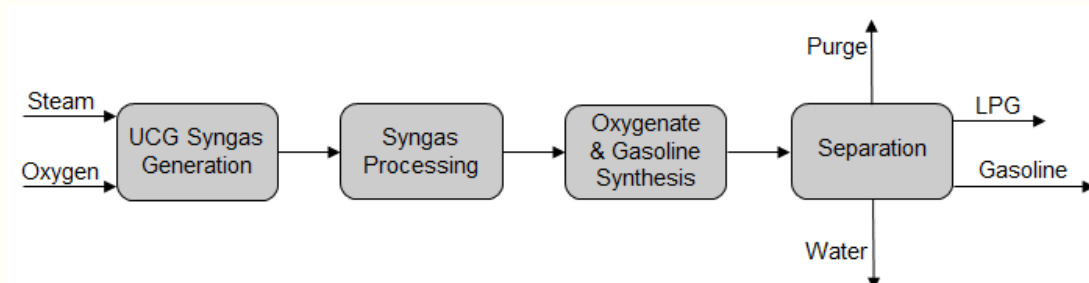 Purge
Steam
LPG
UCG Syngas
Generation
Syngas
Processing
Oxygenate
& Gasoline
Synthesis
Separation
Oxygen
Gasoline
Water